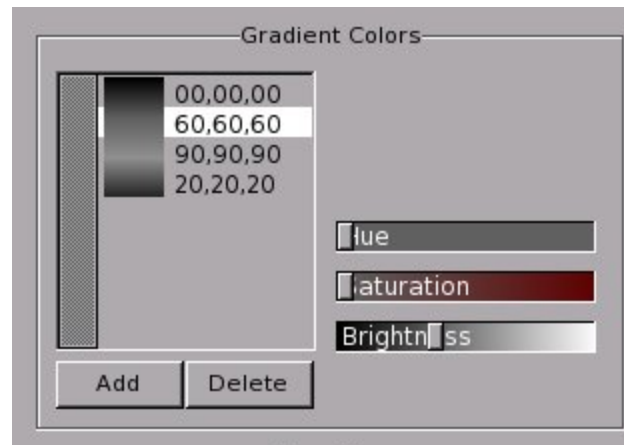 Gradient Colors
00,00,00
60,60,60
90,90,90
20,20,20
Hue
Saturation
Brightness
Add
Delete